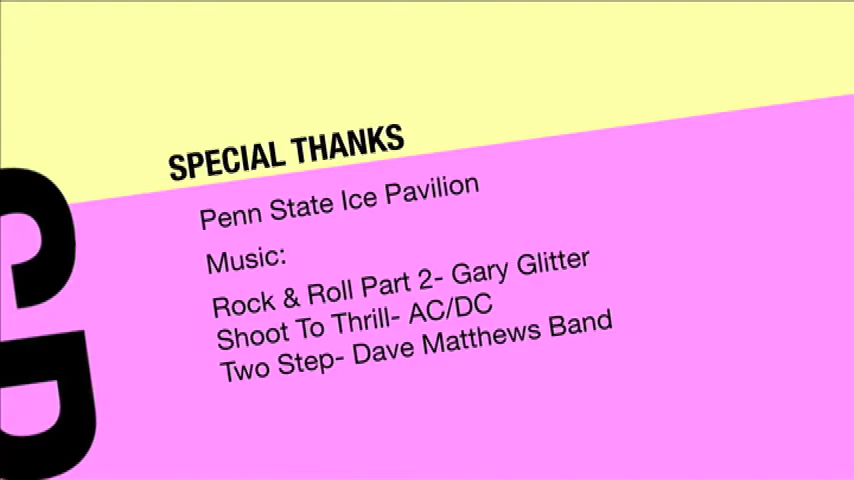 SPECIAL THANKS
Penn State Ice Pavilion
Music:
Rock & Roll Part 2- Gary Glitter
Shoot To Thrill- AC/DC
Two Step- Dave Matthews Band